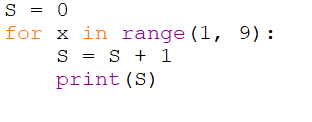 S = 0
for x in range(1, 9):
    S = S + 1
    print(S)